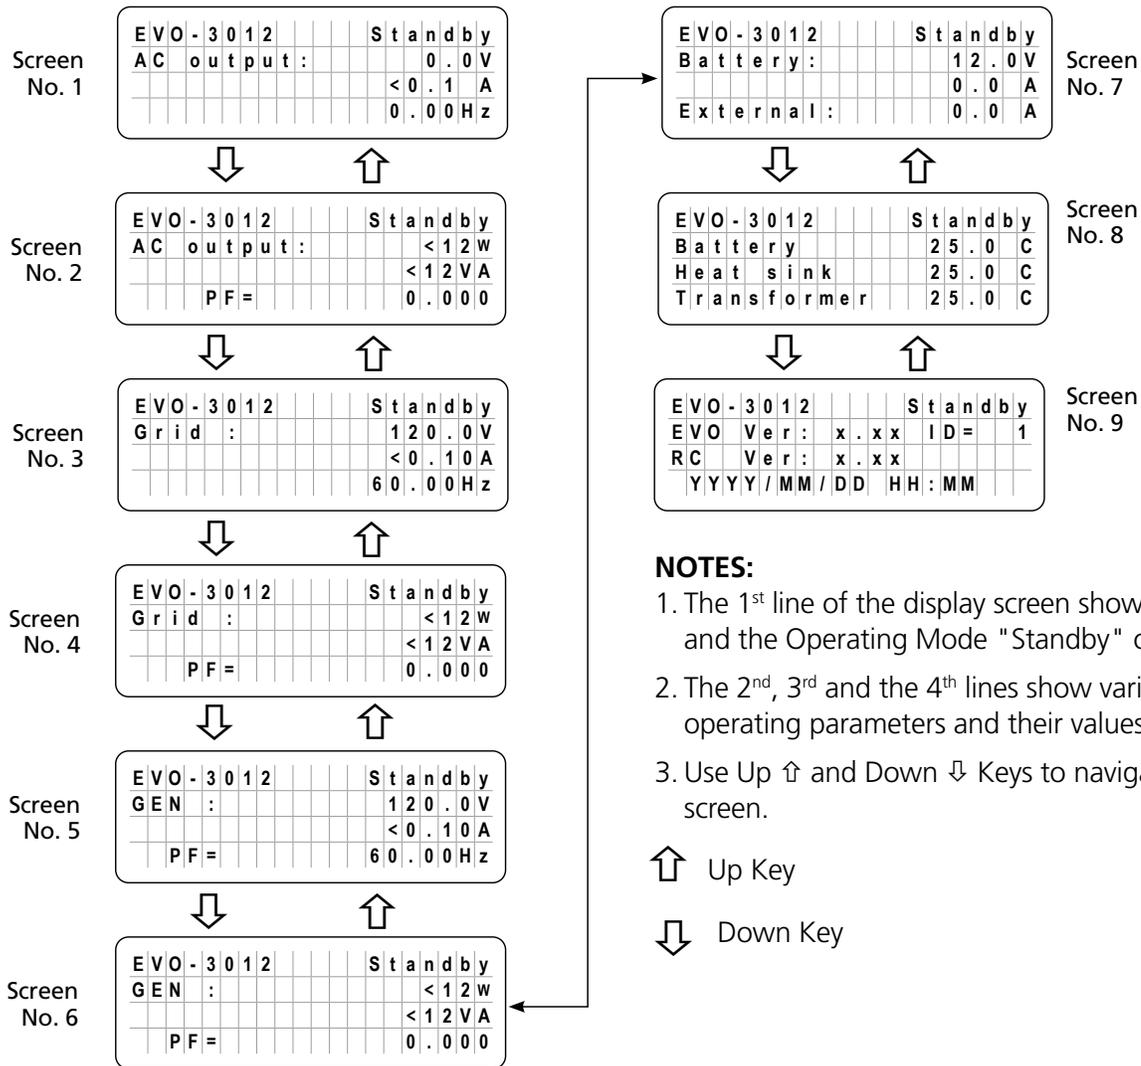 Screen No. 1
EVO-3012 Standby
AC output: 0.0V
<0.1 A
0.00Hz
Screen No. 2
EVO-3012 Standby
AC output: <12W
<12VA
PF= 0.000
Screen No. 3
EVO-3012 Standby
Grid : 120.0V
<0.10A
60.00Hz
Screen No. 4
EVO-3012 Standby
Grid : <12W
<12VA
PF= 0.000
Screen No. 5
EVO-3012 Standby
GEN : 120.0V
<0.10A
PF= 60.00Hz
Screen No. 6
EVO-3012 Standby
GEN : <12W
<12VA
PF= 0.000
Screen No. 7
EVO-3012 Standby
Battery: 12.0V
0.0 A
External: 0.0 A
Screen No. 8
EVO-3012 Standby
Battery 25.0 C
Heat sink 25.0 C
Transformer 25.0 C
Screen No. 9
EVO-3012 Standby
EVO Ver: x.xx ID= 1
RC Ver: x.xx
YYYY/MM/DD HH:MM
NOTES:
1. The 1st line of the display screen show
and the Operating Mode "Standby"
2. The 2nd, 3rd and the 4th lines show
operating parameters and their values
3. Use Up ⇧ and Down ⇩ Keys to
screen.
⇧ Up Key
⇩ Down Key